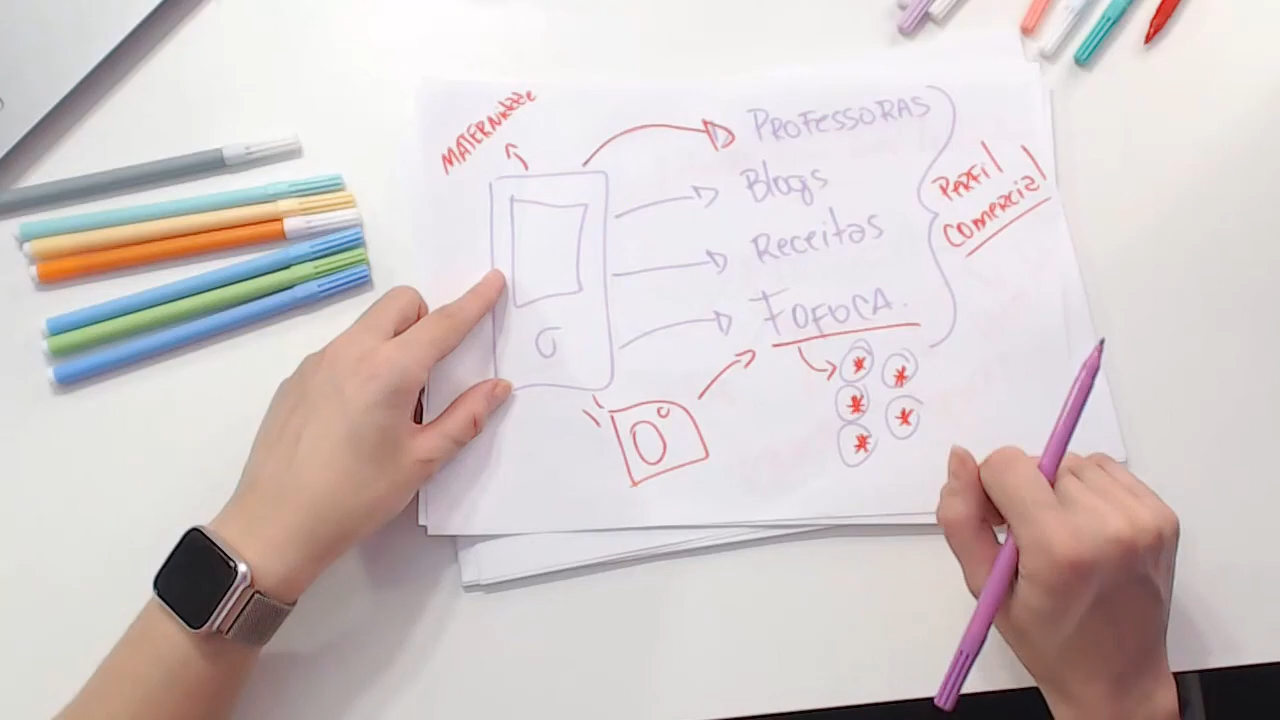 MATERNIdade
PROFESSORAS
Blogs
Receitas
FOFOCA.
PERFIL
comercial